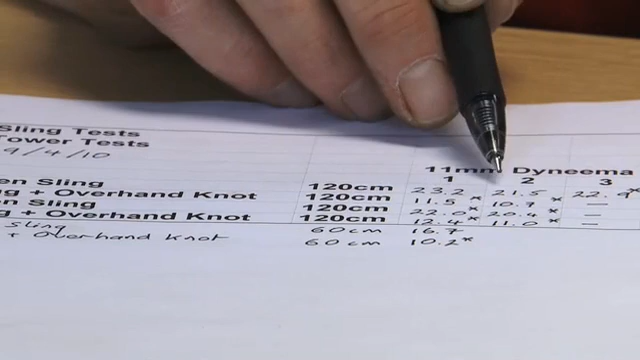 Sling Tests
Tower Tests
9/4/10
11mm Dyneema
1 2 3
en Sling 120cm 23.2 21.5 22.9*
g + Overhand Knot 120cm 11.5* 10.7* —
en Sling 120cm 22.0* 20.4* —
g + Overhand Knot 120cm 12.4* 11.0* —
Sling 60cm 16.7
+ Overhand Knot 60cm 10.2*